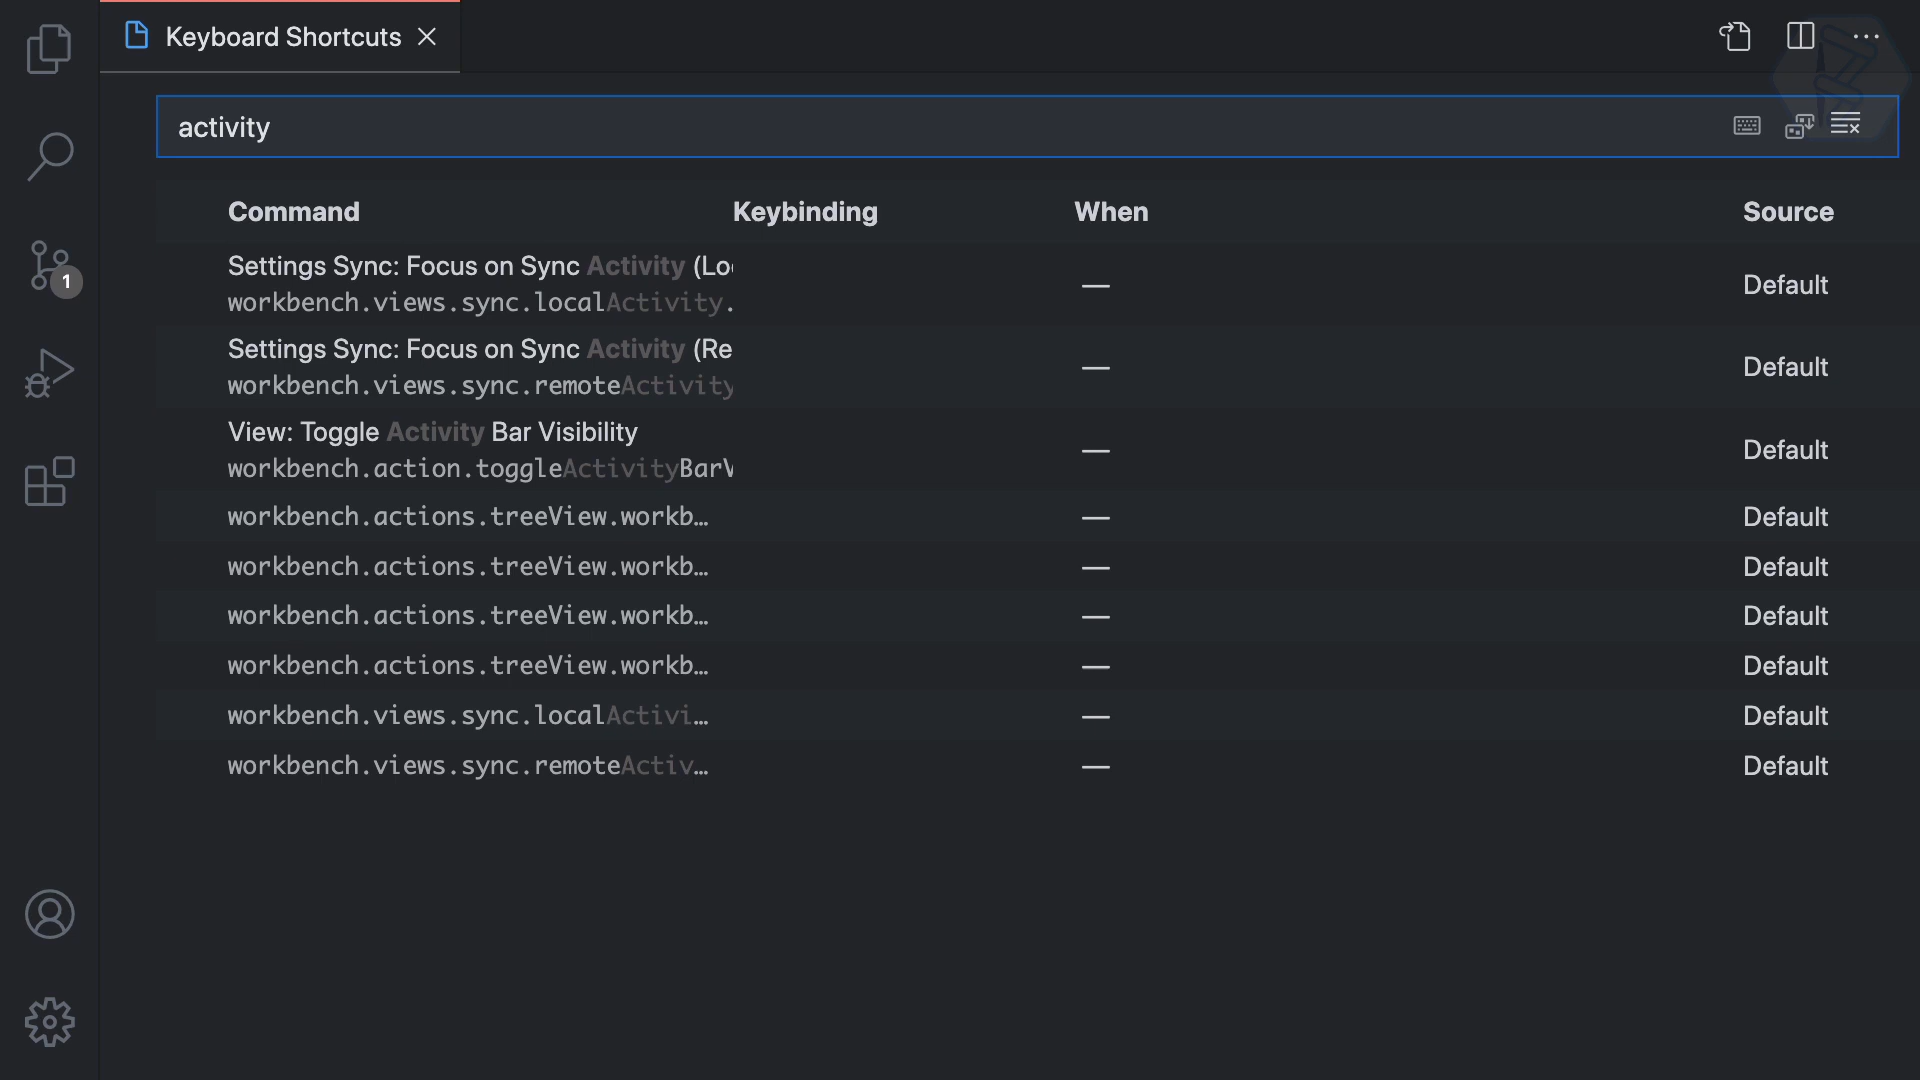 Keyboard Shortcuts
activity
Command Keybinding When Source
Settings Sync: Focus on Sync Activity (Loc
workbench.views.sync.localActivity.
— Default
Settings Sync: Focus on Sync Activity (Re
workbench.views.sync.remoteActivity
— Default
View: Toggle Activity Bar Visibility
workbench.action.toggleActivityBarV
— Default
workbench.actions.treeView.workb… — Default
workbench.actions.treeView.workb… — Default
workbench.actions.treeView.workb… — Default
workbench.actions.treeView.workb… — Default
workbench.views.sync.localActivi… — Default
workbench.views.sync.remoteActiv… — Default
1